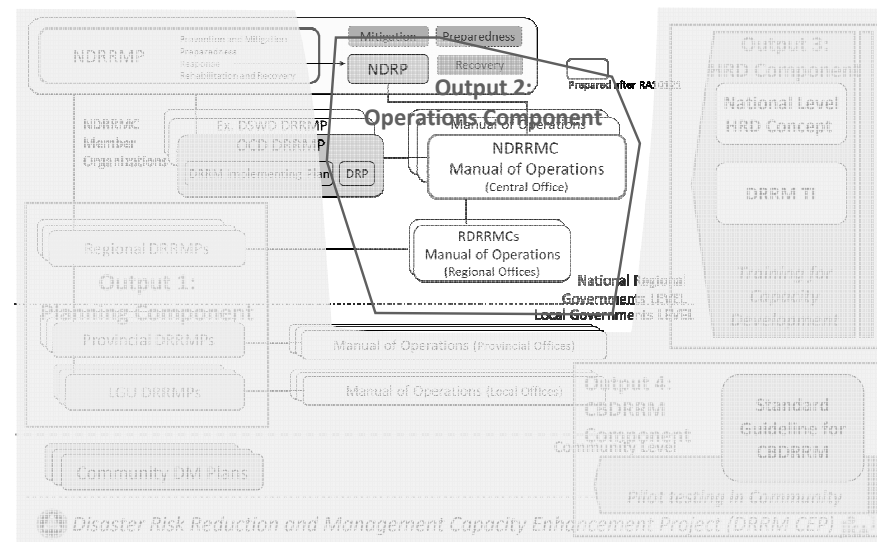 NDRRMP
Prevention and Mitigation
Preparedness
Response
Rehabilitation and Recovery
Mitigation
Preparedness
NDRP
Recovery
Prepared after RA10121
Output 2:
Operations Component
Output 3:
HRD Component
National Level
HRD Concept
DRRM TI
Training for
Capacity
Development
NDRRMC
Member
Organizations
Ex. DSWD DRRMP
OCD DRRMP
DRRM Implementing Plan
DRP
Manual of Operations
NDRRMC
Manual of Operations
(Central Office)
RDRRMCs
Manual of Operations
(Regional Offices)
Regional DRRMPs
Output 1:
Planning Component
National Regional
Governments LEVEL
Local Governments LEVEL
Provincial DRRMPs
Manual of Operations (Provincial Offices)
LGU DRRMPs
Manual of Operations (Local Offices)
Output 4:
CBDRRM
Component
Community Level
Standard
Guideline for
CBDRRM
Community DM Plans
Pilot testing in Community
Disaster Risk Reduction and Management Capacity Enhancement Project (DRRM CEP)